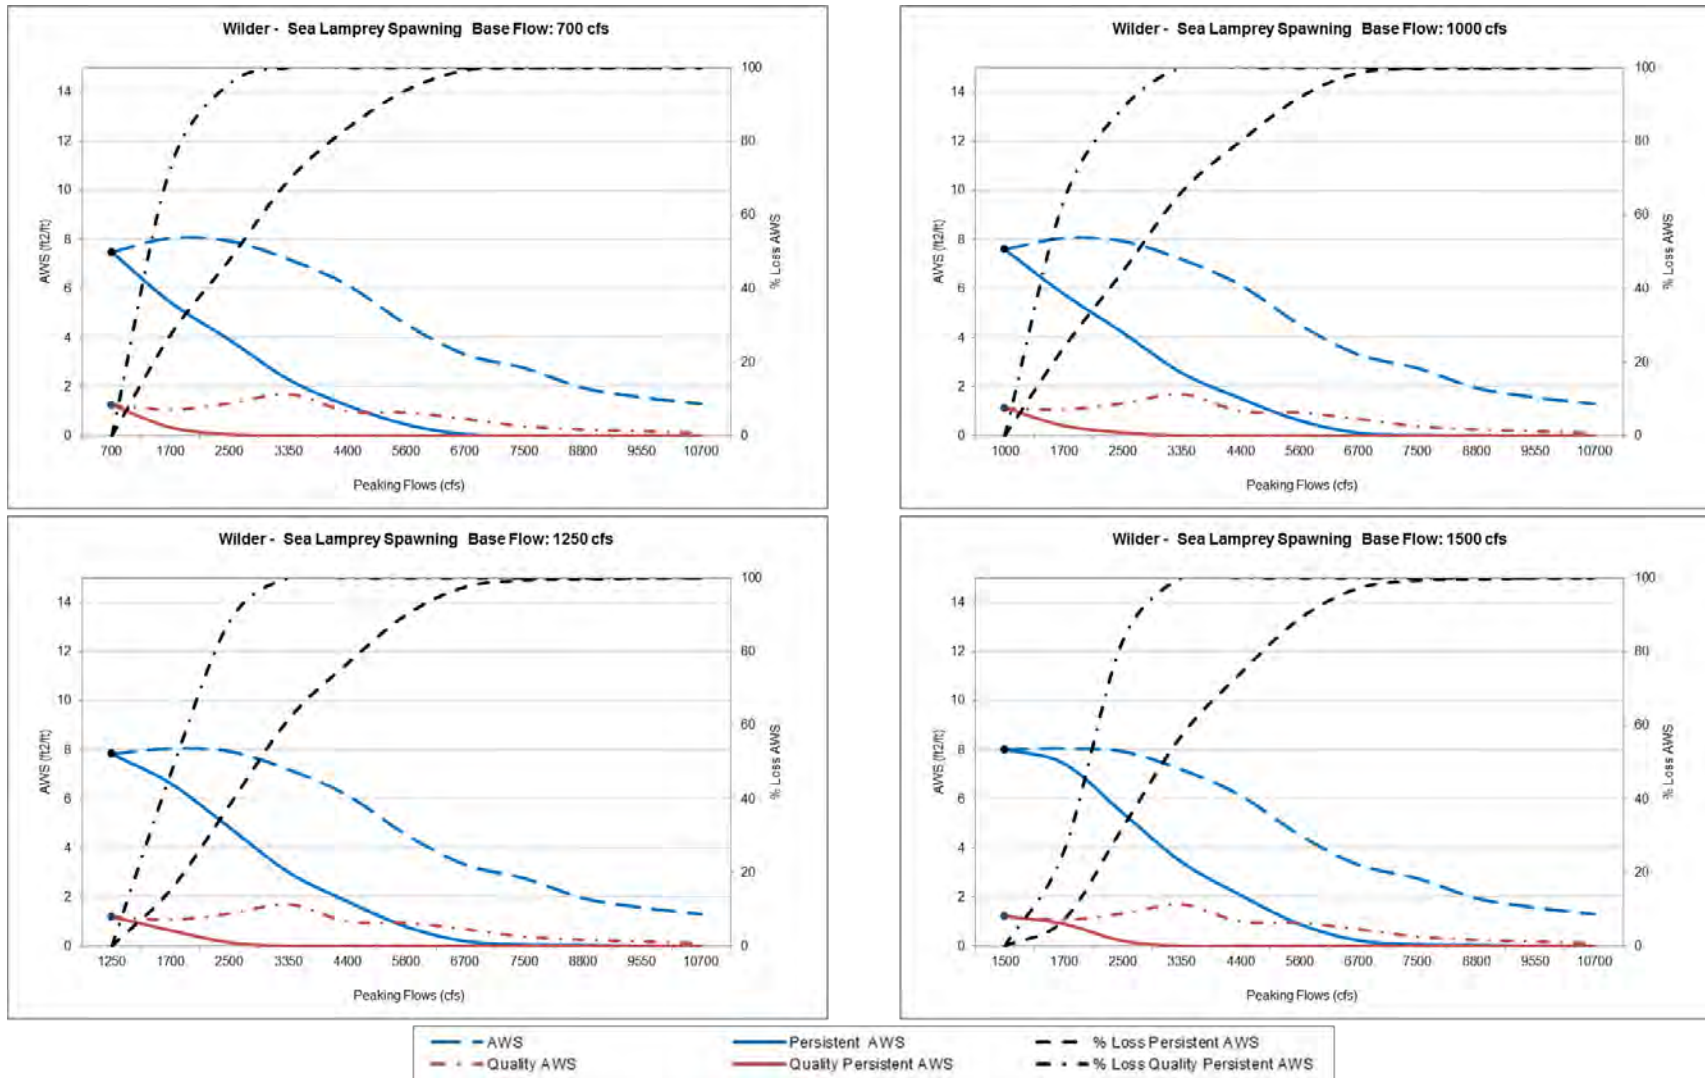 Wilder - Sea Lamprey Spawning Base Flow: 700 cfs
14
12
10
8
6
4
2
0
AWS (ft2/ft)
100
80
60
40
20
0
% Loss AWS
700 1700 2500 3350 4400 5600 6700 7500 8800 9550 10700
Peaking Flows (cfs)
Wilder - Sea Lamprey Spawning Base Flow: 1000 cfs
14
12
10
8
6
4
2
0
AWS (ft2/ft)
100
80
60
40
20
0
% Loss AWS
1000 1700 2500 3350 4400 5600 6700 7500 8800 9550 10700
Peaking Flows (cfs)
Wilder - Sea Lamprey Spawning Base Flow: 1250 cfs
14
12
10
8
6
4
2
0
AWS (ft2/ft)
100
80
60
40
20
0
% Loss AWS
1250 1700 2500 3350 4400 5600 6700 7500 8800 9550 10700
Peaking Flows (cfs)
Wilder - Sea Lamprey Spawning Base Flow: 1500 cfs
14
12
10
8
6
4
2
0
AWS (ft2/ft)
100
80
60
40
20
0
% Loss AWS
1500 1700 2500 3350 4400 5600 6700 7500 8800 9550 10700
Peaking Flows (cfs)
AWS Persistent AWS % Loss Persistent AWS
Quality AWS Quality Persistent AWS % Loss Quality Persistent AWS